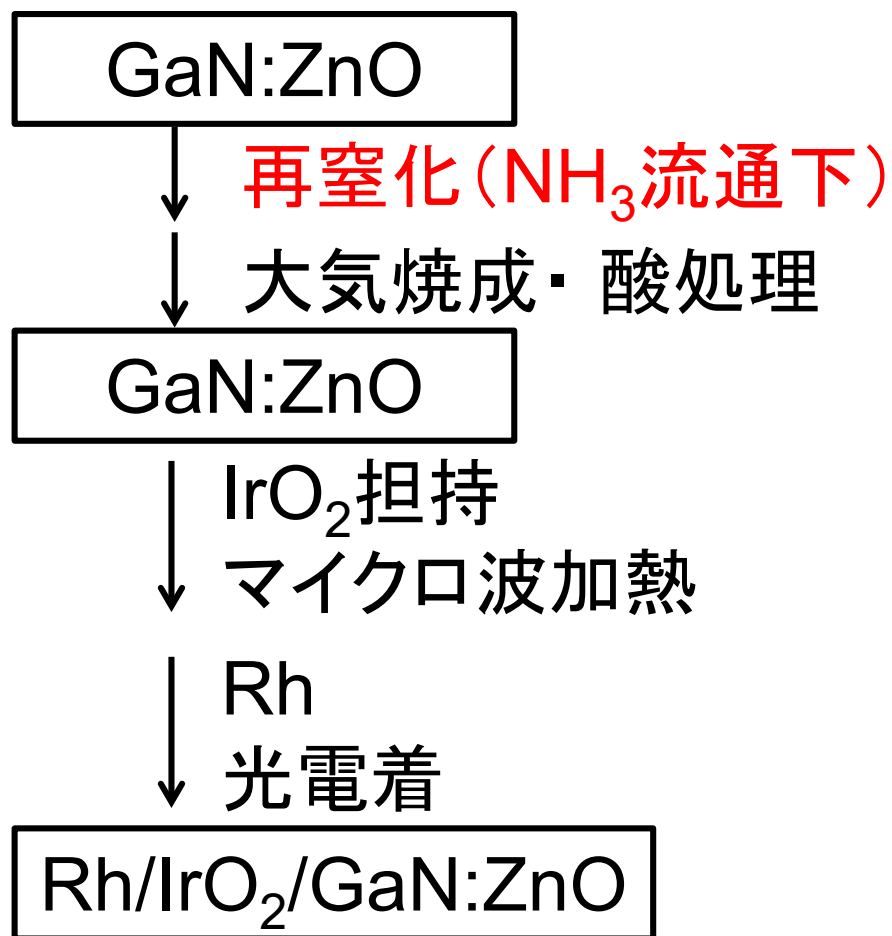 GaN:ZnO
再窒化（NH₃流通下）
大気焼成・ 酸処理
GaN:ZnO
IrO₂担持
マイクロ波加熱
Rh
光電着
Rh/IrO₂/GaN:ZnO